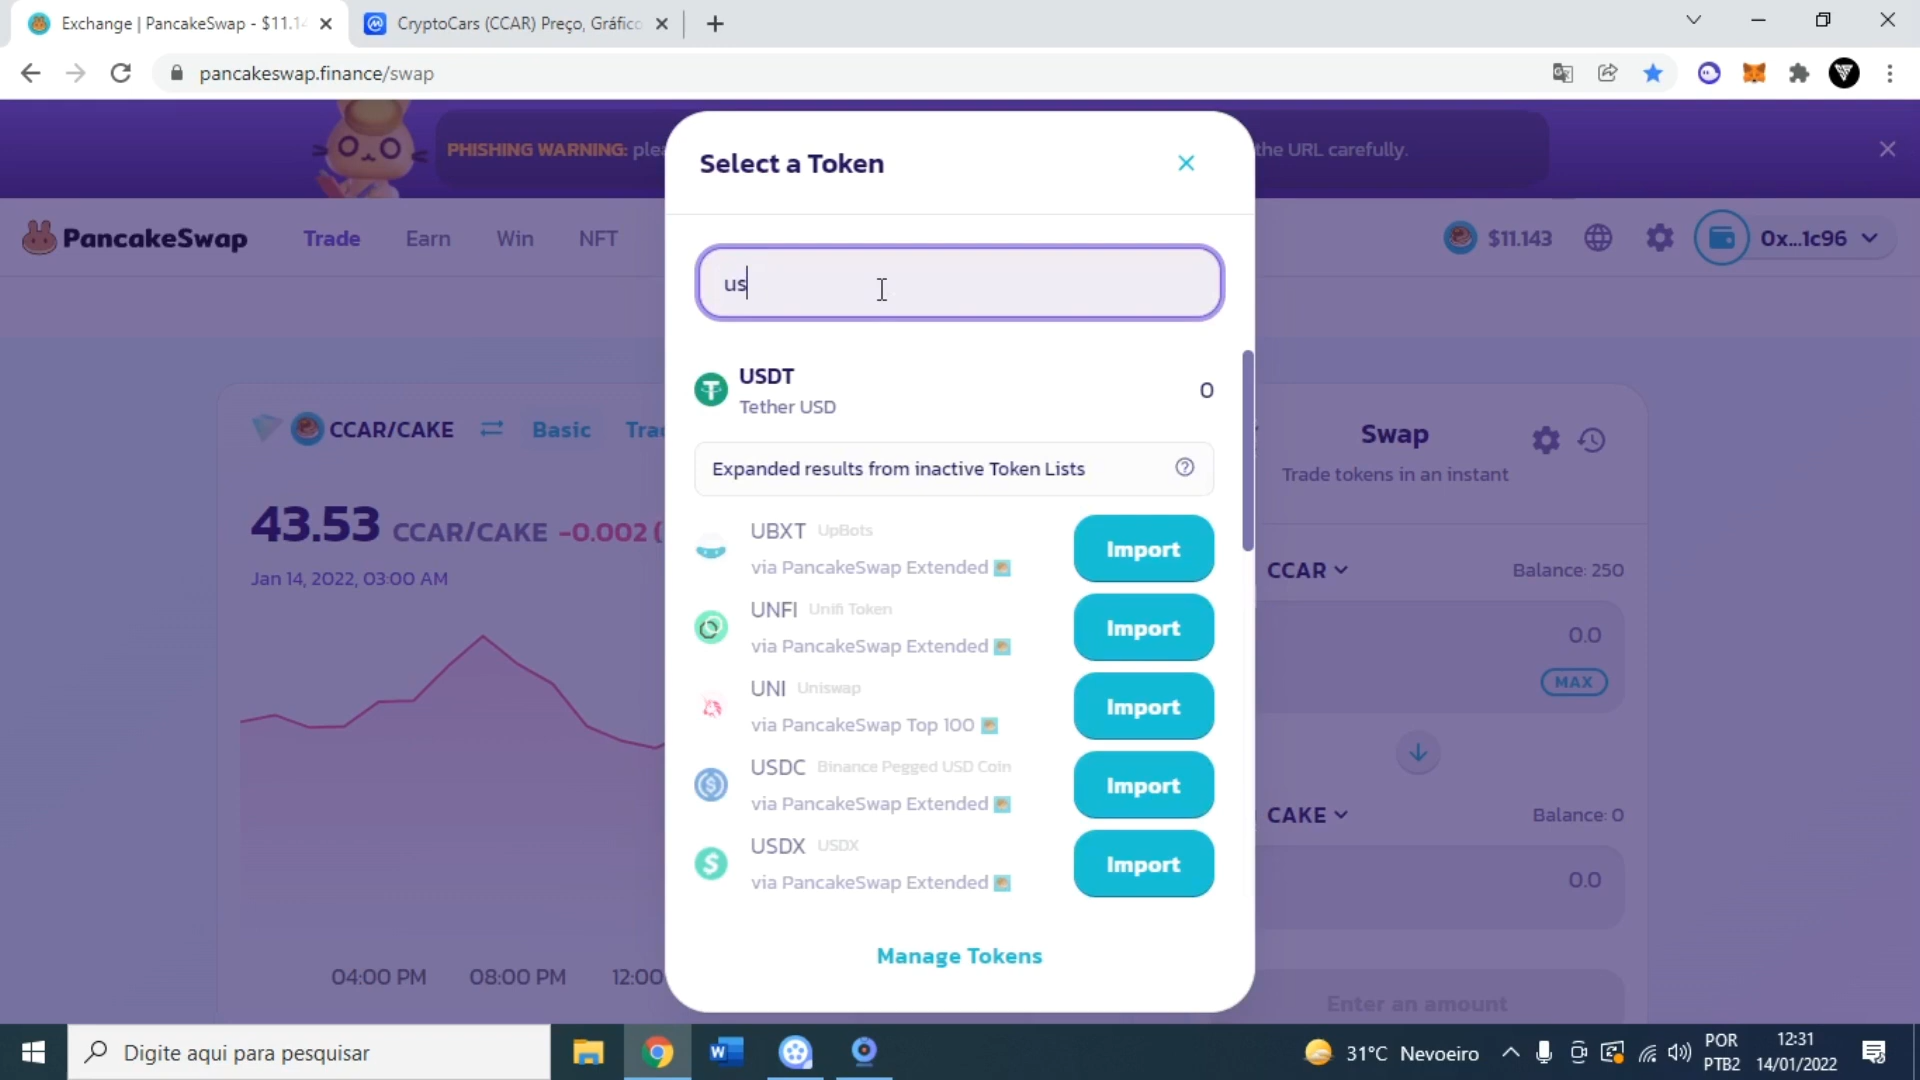 Exchange | PancakeSwap - $11.14
CryptoCars (CCAR) Preço, Gráfico
pancakeswap.finance/swap
PHISHING WARNING: plea
the URL carefully.
Select a Token
PancakeSwap
Trade
Earn
Win
NFT
$11.143
0x...1c96
us
USDT
Tether USD
0
Expanded results from inactive Token Lists
UBXT UpBots
via PancakeSwap Extended
Import
UNFI Unifi Token
via PancakeSwap Extended
Import
UNI Uniswap
via PancakeSwap Top 100
Import
USDC Binance Pegged USD Coin
via PancakeSwap Extended
Import
USDX USDX
via PancakeSwap Extended
Import
Manage Tokens
CCAR/CAKE
Basic
Trad
43.53 CCAR/CAKE -0.002 (
Jan 14, 2022, 03:00 AM
04:00 PM
08:00 PM
12:00
Swap
Trade tokens in an instant
CCAR
Balance: 250
0.0
MAX
CAKE
Balance: 0
0.0
Enter an amount
Digite aqui para pesquisar
31°C Nevoeiro
POR
PTB2
12:31
14/01/2022